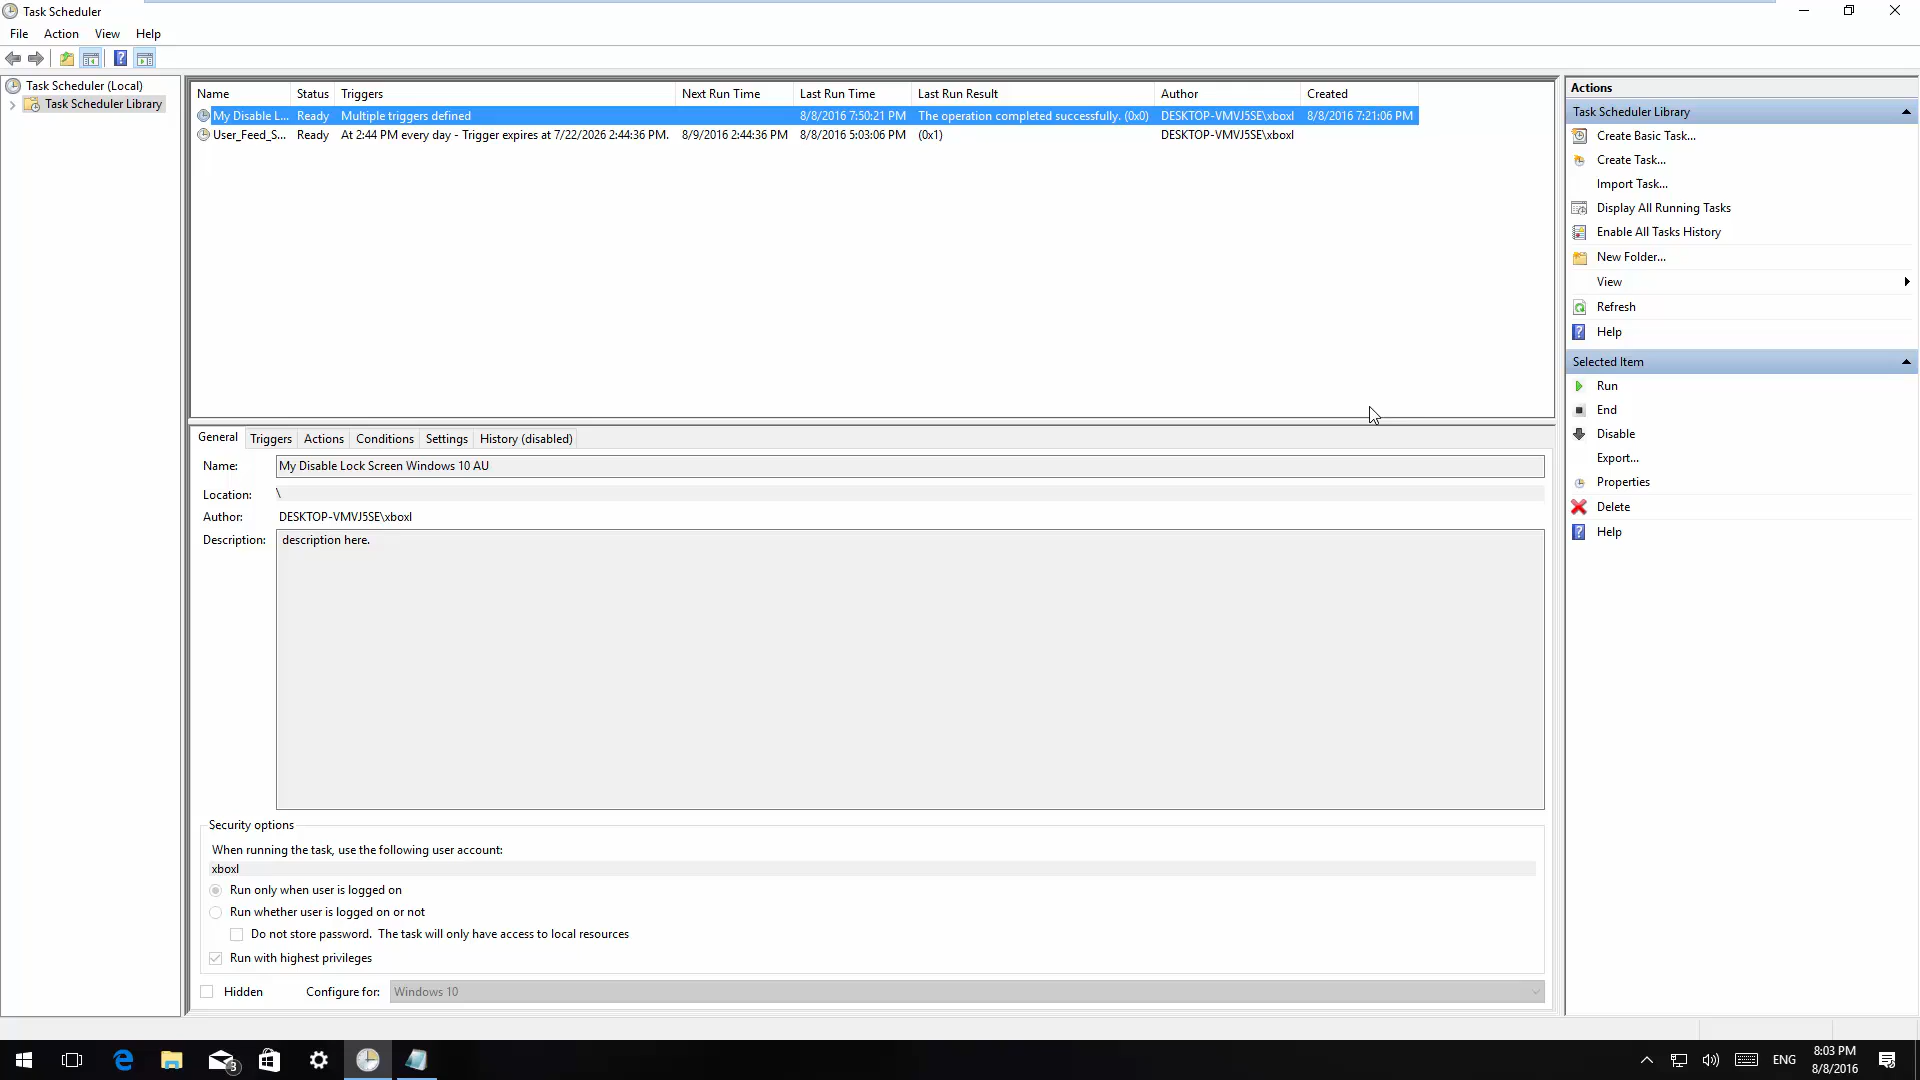 Task Scheduler
File Action View Help
Task Scheduler (Local)
Task Scheduler Library
Name Status Triggers Next Run Time Last Run Time Last Run Result Author Created
My Disable L... Ready Multiple triggers defined 8/8/2016 7:50:21 PM The operation completed successfully. (0x0) DESKTOP-VMVJ5SE\xboxl 8/8/2016 7:21:06 PM
User_Feed_S... Ready At 2:44 PM every day - Trigger expires at 7/22/2026 2:44:36 PM. 8/9/2016 2:44:36 PM 8/8/2016 5:03:06 PM (0x1) DESKTOP-VMVJ5SE\xboxl
General Triggers Actions Conditions Settings History (disabled)
Name: My Disable Lock Screen Windows 10 AU
Location: \
Author: DESKTOP-VMVJ5SE\xboxl
Description: description here.
Security options
When running the task, use the following user account:
xboxl
Run only when user is logged on
Run whether user is logged on or not
Do not store password. The task will only have access to local resources
Run with highest privileges
Hidden Configure for: Windows 10
Actions
Task Scheduler Library
Create Basic Task...
Create Task...
Import Task...
Display All Running Tasks
Enable All Tasks History
New Folder...
View
Refresh
Help
Selected Item
Run
End
Disable
Export...
Properties
Delete
Help
3
ENG
8:03 PM
8/8/2016